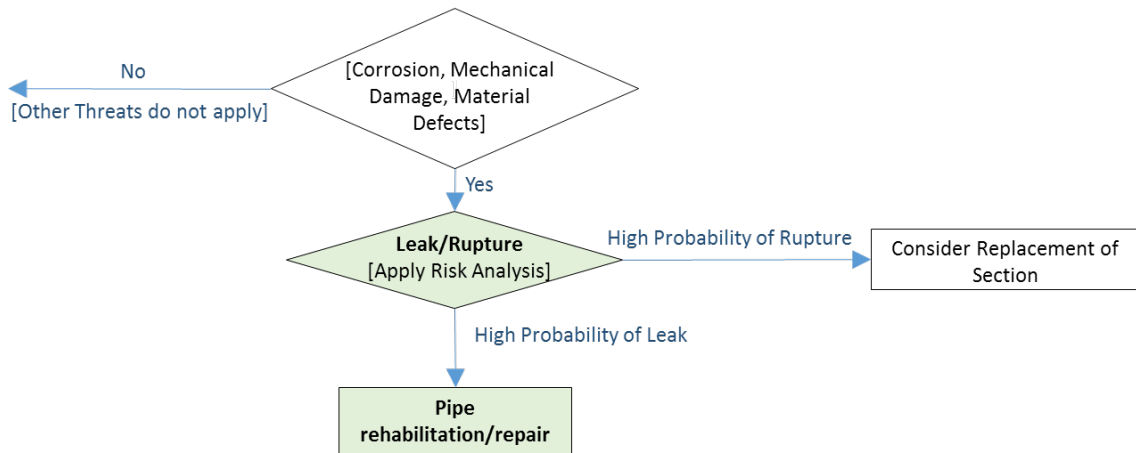 No
[Other Threats do not apply]
[Corrosion, Mechanical
Damage, Material
Defects]
Yes
Leak/Rupture
[Apply Risk Analysis]
High Probability of Rupture
Consider Replacement of
Section
High Probability of Leak
Pipe
rehabilitation/repair